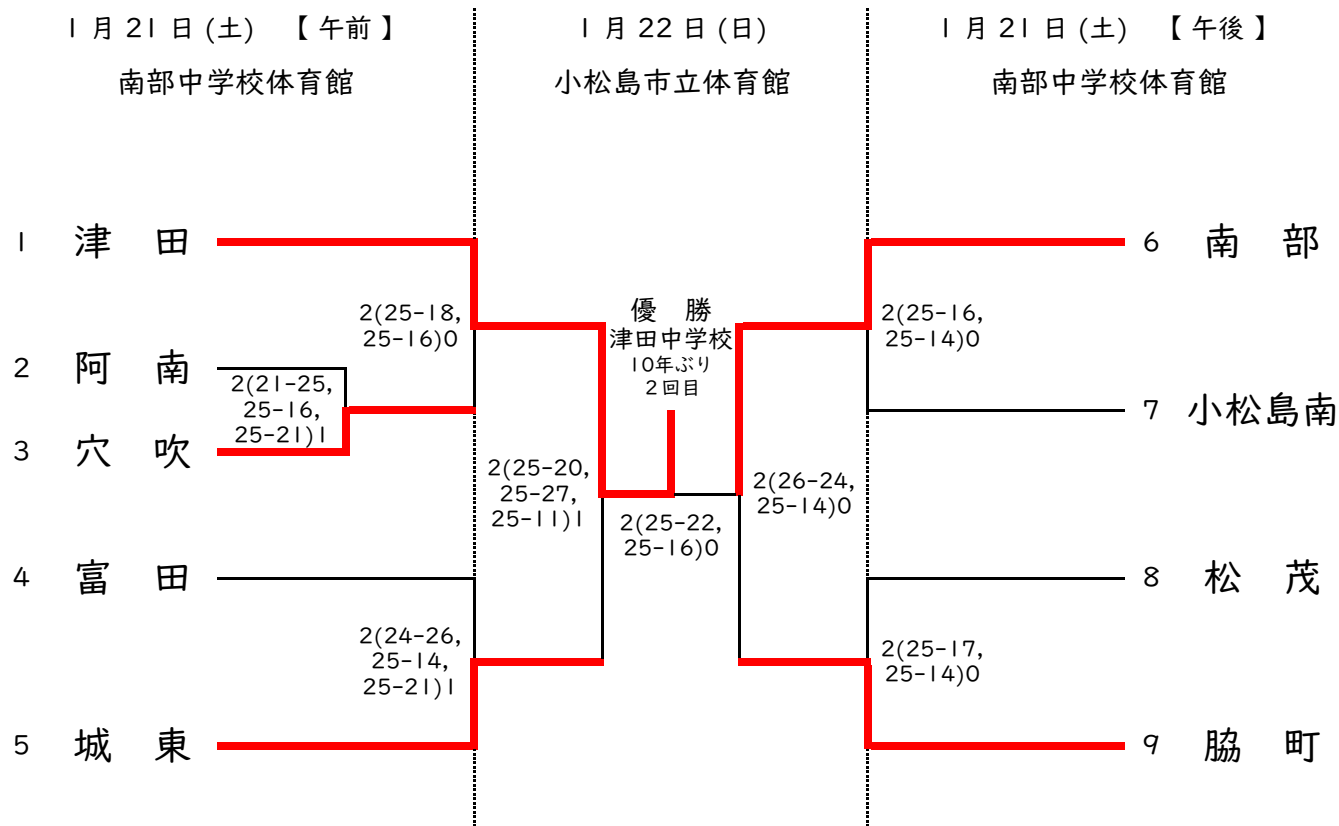 1月21日(土) 【午前】
南部中学校体育館
1月22日(日)
小松島市立体育館
1月21日(土) 【午後】
南部中学校体育館
1 津 田
2 阿 南
3 穴 吹
4 富 田
5 城 東
2(25-18,
25-16)0
2(21-25,
25-16,
25-21)1
2(24-26,
25-14,
25-21)1
2(25-20,
25-27,
25-11)1
優 勝
津田中学校
10年ぶり
2回目
2(25-22,
25-16)0
2(26-24,
25-14)0
2(25-16,
25-14)0
2(25-17,
25-14)0
6 南 部
7 小松島南
8 松 茂
9 脇 町